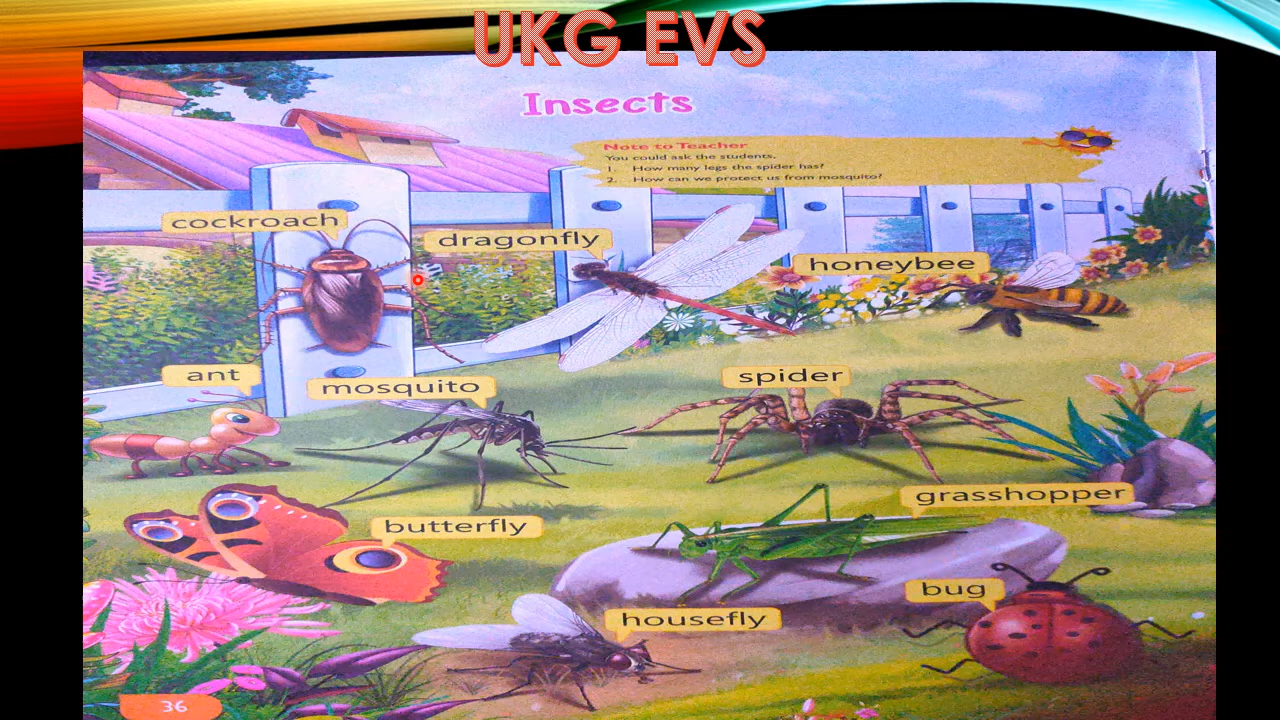 UKG EVS
Insects
Note to Teacher
You could ask the students.
1. How many legs the spider has?
2. How can we protect us from mosquito?
cockroach
dragonfly
honeybee
ant
mosquito
spider
grasshopper
butterfly
bug
housefly
36